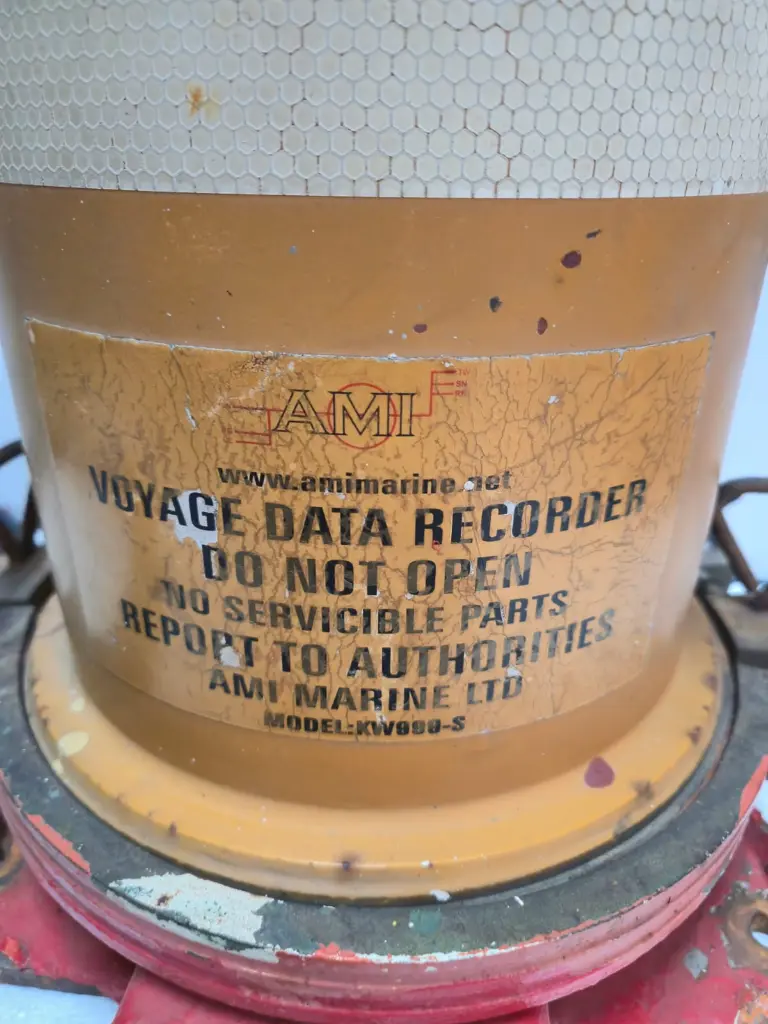 AMI
www.amimarine.net
VOYAGE DATA RECORDER
DO NOT OPEN
NO SERVICIBLE PARTS
REPORT TO AUTHORITIES
AMI MARINE LTD